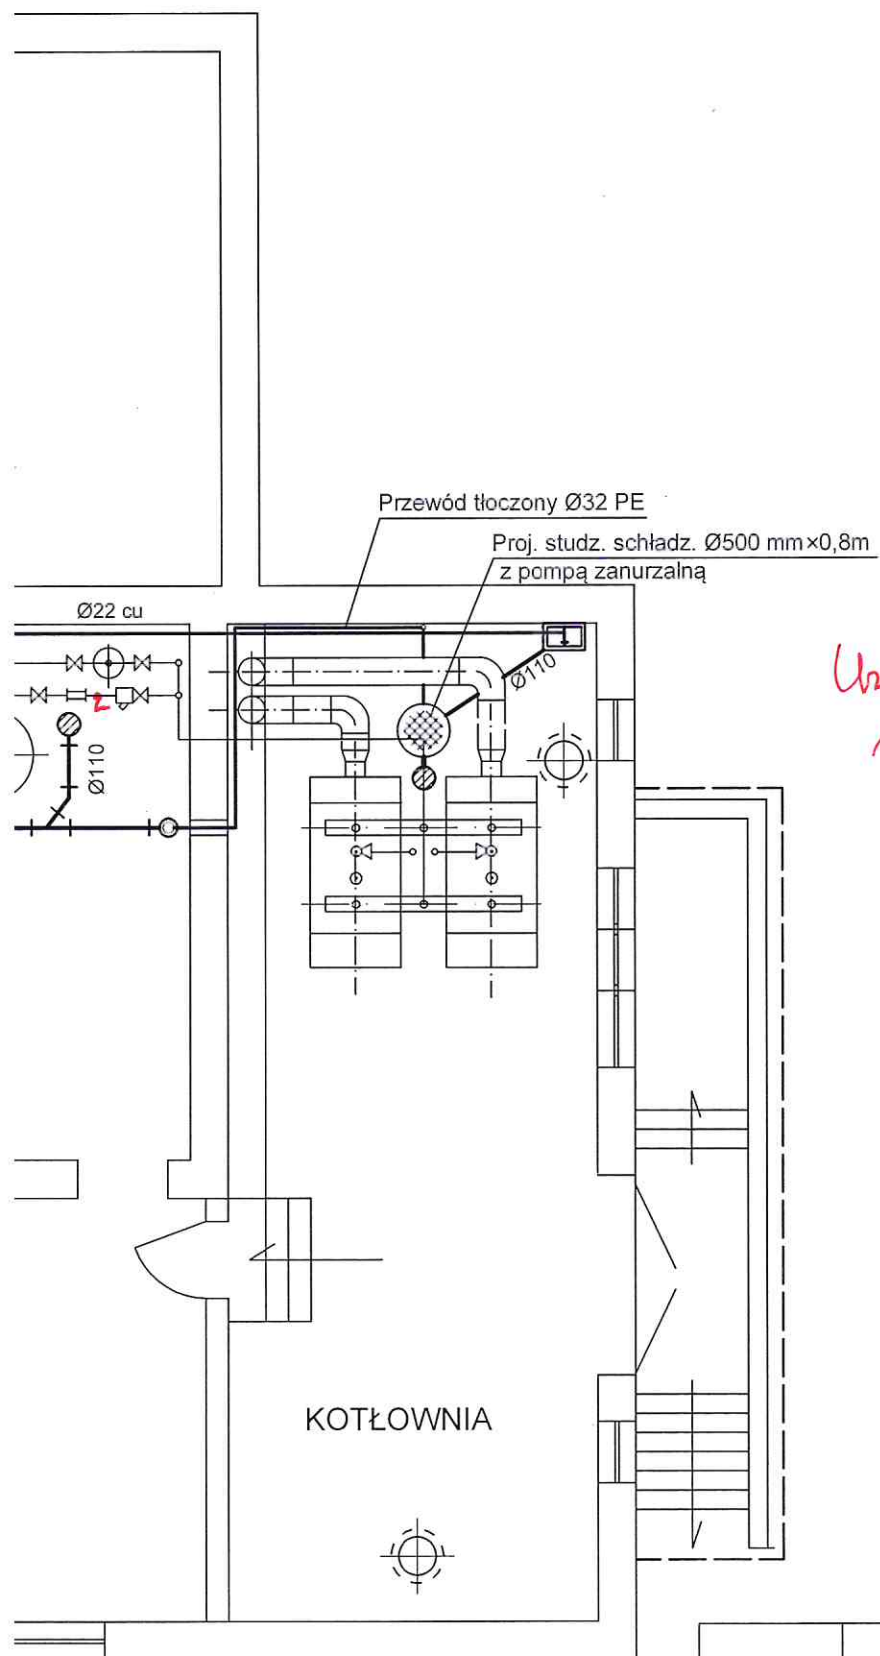 Przewód tłoczony Ø32 PE
Proj. studz. schładz. Ø500 mm×0,8m
z pompą zanurzalną
Ø22 cu
Ø110
2
Ø110
KOTŁOWNIA